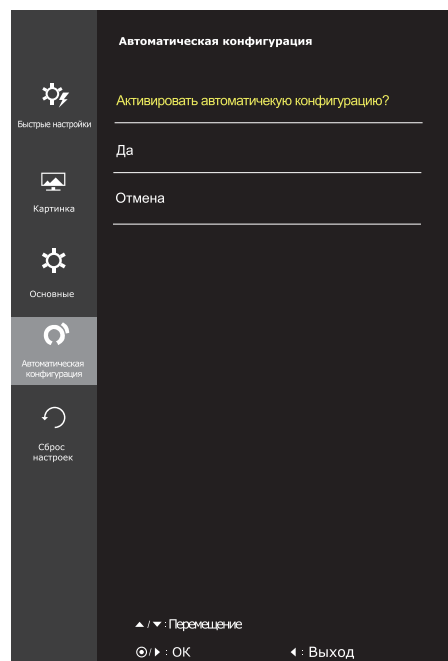 Автоматическая конфигурация
Быстрые настройки
Картинка
Основные
Автоматическая
конфигурация
Сброс
настроек
Активировать автоматичекую конфигурацию?
Да
Отмена
▲ / ▼ : Перемещение
◉ / ▶ : OK
◀ : Выход